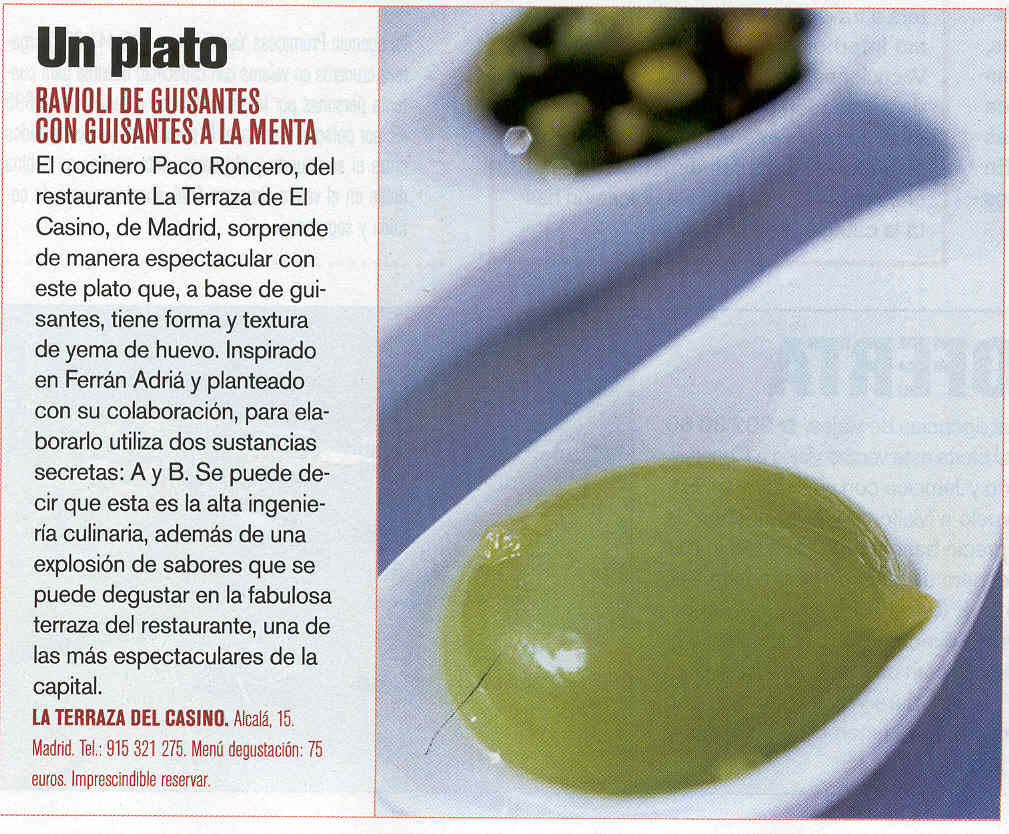 Un plato
RAVIOLI DE GUISANTES
CON GUISANTES A LA MENTA
El cocinero Paco Roncero, del
restaurante La Terraza de El
Casino, de Madrid, sorprende
de manera espectacular con
este plato que, a base de gui-
santes, tiene forma y textura
de yema de huevo. Inspirado
en Ferrán Adriá y planteado
con su colaboración, para ela-
borarlo utiliza dos sustancias
secretas: A y B. Se puede de-
cir que esta es la alta ingenie-
ría culinaria, además de una
explosión de sabores que se
puede degustar en la fabulosa
terraza del restaurante, una de
las más espectaculares de la
capital.
LA TERRAZA DEL CASINO. Alcalá, 15.
Madrid. Tel.: 915 321 275. Menú degustación: 75
euros. Imprescindible reservar.
OFERTA